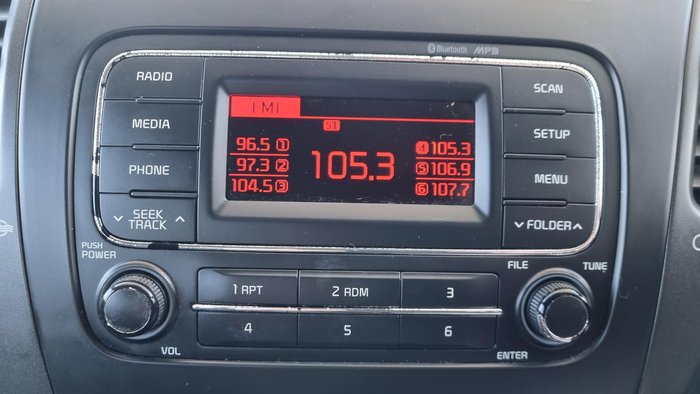 Bluetooth MP3
RADIO
MEDIA
PHONE
SEEK
TRACK
PUSH
POWER
VOL
FM1
ST
96.5 1
97.3 2
104.5 3
105.3
4 105.3
5 106.9
6 107.7
SCAN
SETUP
MENU
FOLDER
FILE
TUNE
ENTER
1 RPT
2 RDM
3
4
5
6